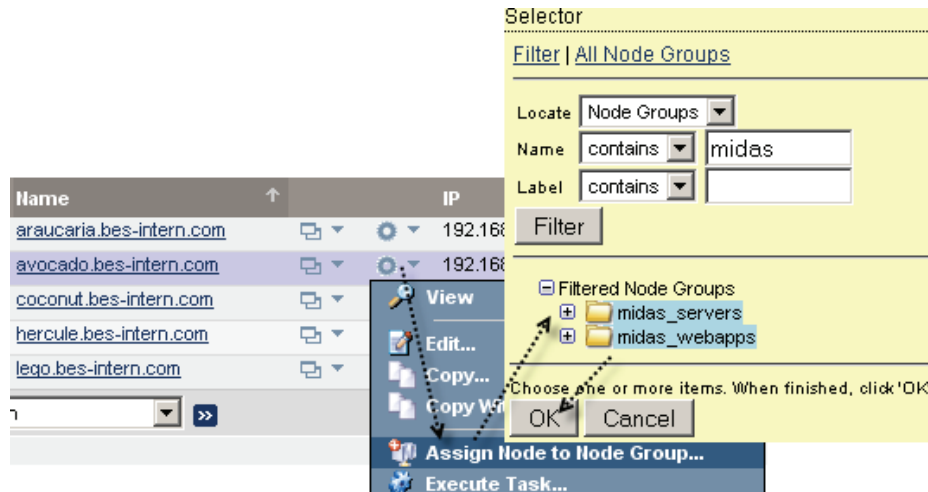 Selector
Filter | All Node Groups
Locate Node Groups
Name contains midas
Label contains
Filter
Filtered Node Groups
midas_servers
midas_webapps
Choose one or more items. When finished, click 'OK
OK Cancel
Name IP
araucaria.bes-intern.com 192.168
avocado.bes-intern.com 192.168
coconut.bes-intern.com
hercule.bes-intern.com
lego.bes-intern.com
View
Edit...
Copy...
Copy Wi
Assign Node to Node Group...
Execute Task...